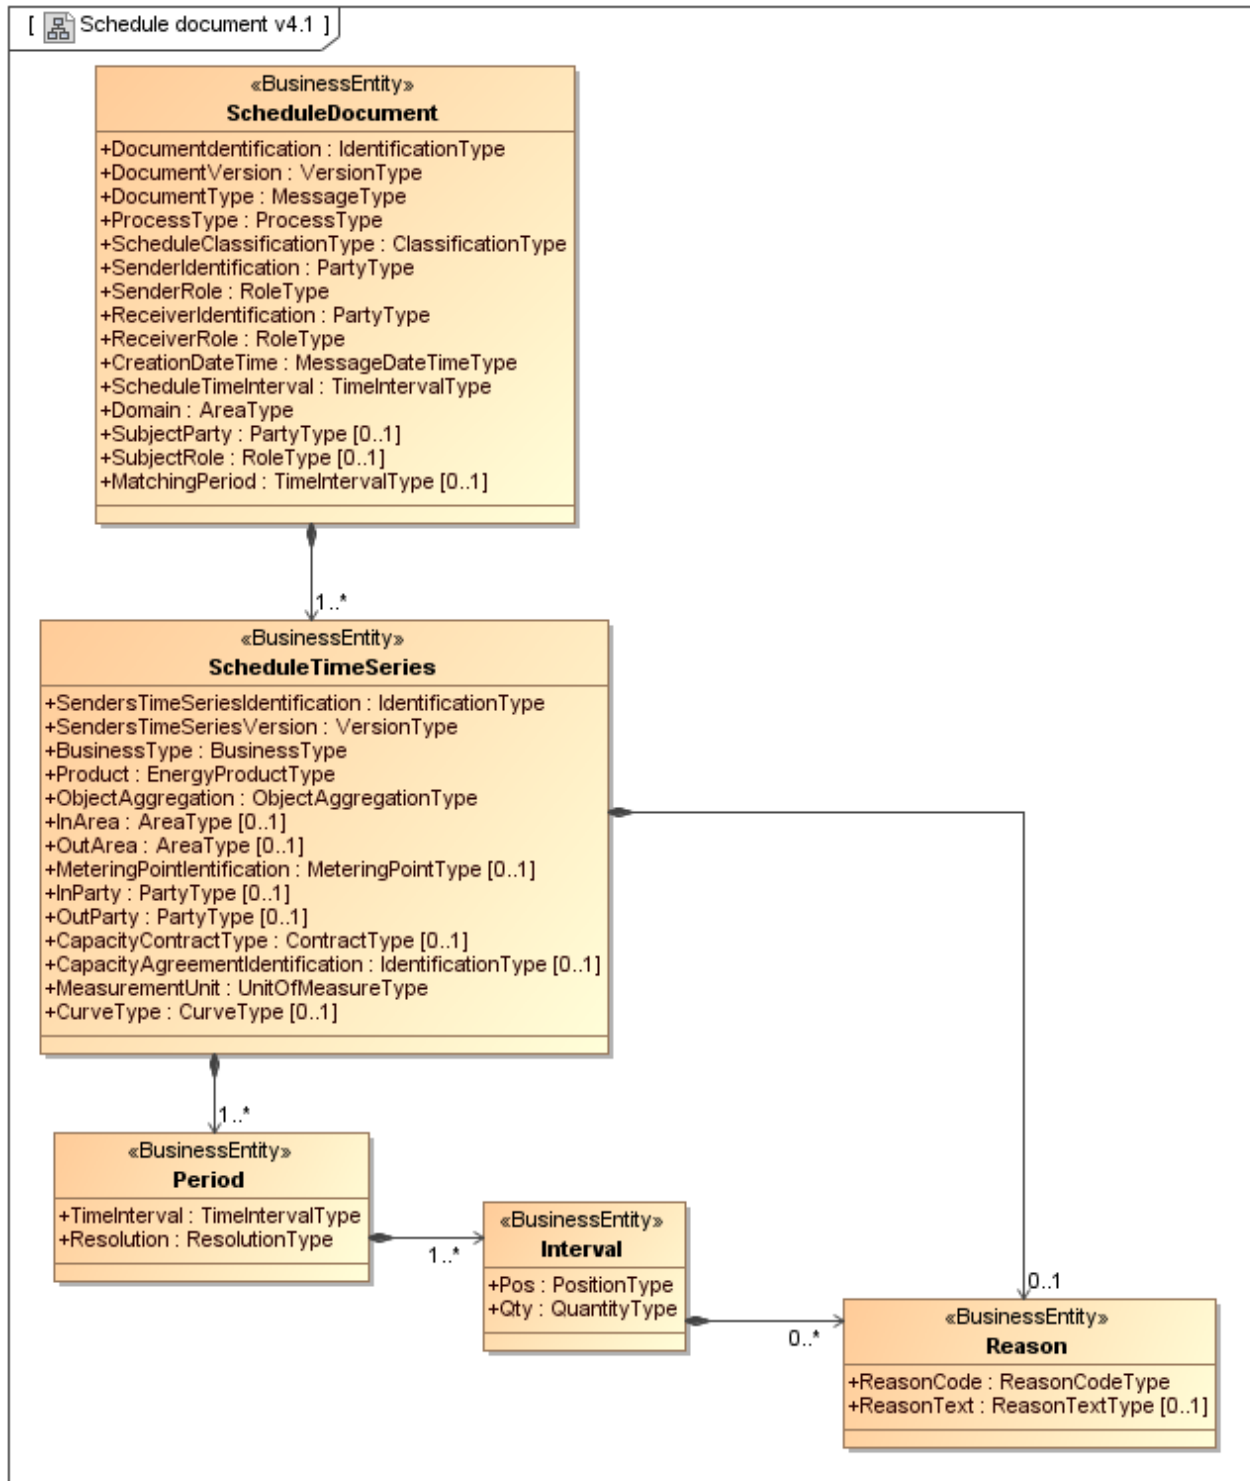 [ Schedule document v4.1 ]
«BusinessEntity»
ScheduleDocument
+Documentdentification : IdentificationType
+DocumentVersion : VersionType
+DocumentType : MessageType
+ProcessType : ProcessType
+ScheduleClassificationType : ClassificationType
+SenderIdentification : PartyType
+SenderRole : RoleType
+ReceiverIdentification : PartyType
+ReceiverRole : RoleType
+CreationDateTime : MessageDateTimeType
+ScheduleTimeInterval : TimeIntervalType
+Domain : AreaType
+SubjectParty : PartyType [0..1]
+SubjectRole : RoleType [0..1]
+MatchingPeriod : TimeIntervalType [0..1]
1..*
«BusinessEntity»
ScheduleTimeSeries
+SendersTimeSeriesIdentification : IdentificationType
+SendersTimeSeriesVersion : VersionType
+BusinessType : BusinessType
+Product : EnergyProductType
+ObjectAggregation : ObjectAggregationType
+InArea : AreaType [0..1]
+OutArea : AreaType [0..1]
+MeteringPointIentification : MeteringPointType [0..1]
+InParty : PartyType [0..1]
+OutParty : PartyType [0..1]
+CapacityContractType : ContractType [0..1]
+CapacityAgreementIdentification : IdentificationType [0..1]
+MeasurementUnit : UnitOfMeasureType
+CurveType : CurveType [0..1]
1..*
«BusinessEntity»
Period
+TimeInterval : TimeIntervalType
+Resolution : ResolutionType
1..*
«BusinessEntity»
Interval
+Pos : PositionType
+Qty : QuantityType
0..*
0..1
«BusinessEntity»
Reason
+ReasonCode : ReasonCodeType
+ReasonText : ReasonTextType [0..1]